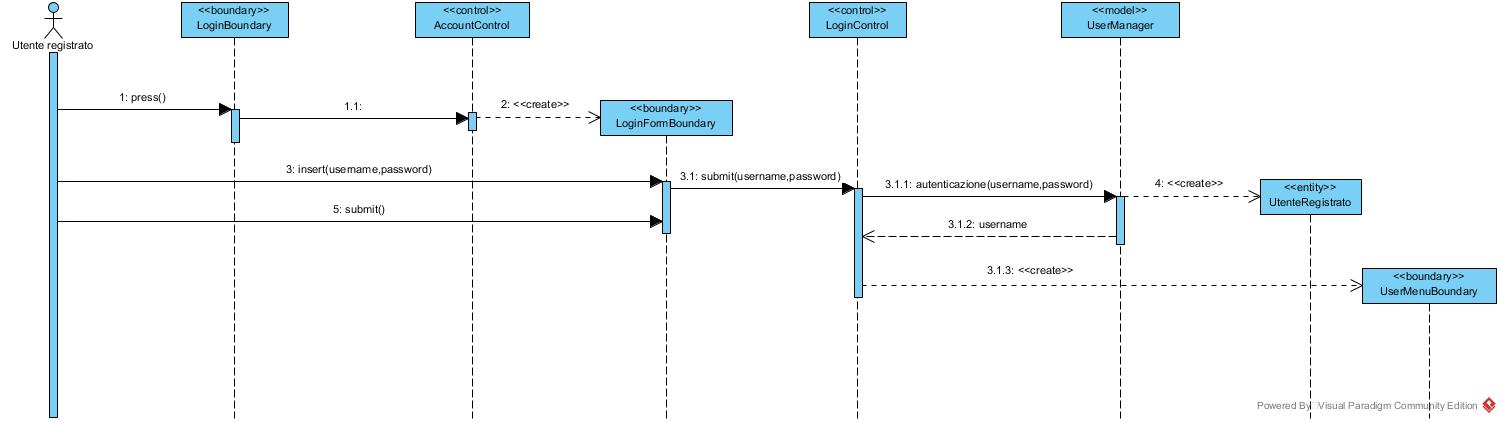 <<boundary>>
LoginBoundary
<<control>>
AccountControl
<<control>>
LoginControl
<<model>>
UserManager
Utente registrato
1: press()
1.1:
2: <<create>>
<<boundary>>
LoginFormBoundary
3: insert(username,password)
3.1: submit(username,password)
3.1.1: autenticazione(username,password)
4: <<create>>
<<entity>>
UtenteRegistrato
5: submit()
3.1.2: username
3.1.3: <<create>>
<<boundary>>
UserMenuBoundary
Powered By Visual Paradigm Community Edition